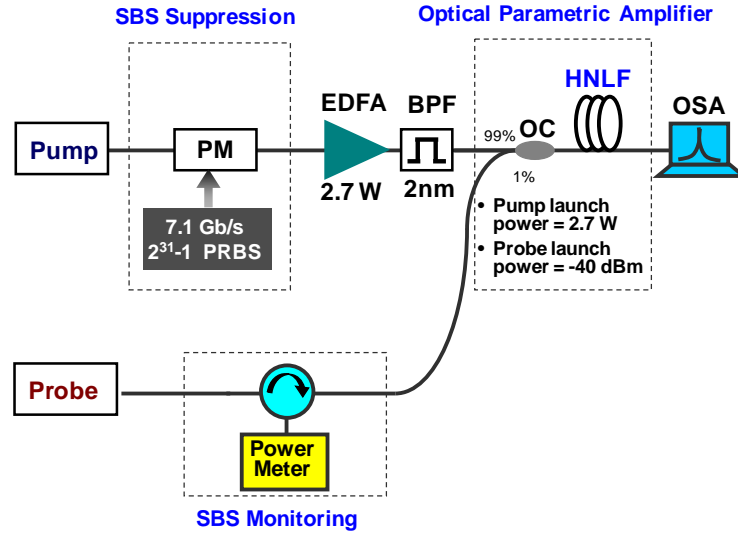 SBS Suppression
Optical Parametric Amplifier
HNLF
EDFA
BPF
OC
OSA
99%
Pump
PM
1%
2.7 W
2nm
7.1 Gb/s
2³¹-1 PRBS
• Pump launch
power = 2.7 W
• Probe launch
power = -40 dBm
Probe
Power
Meter
SBS Monitoring